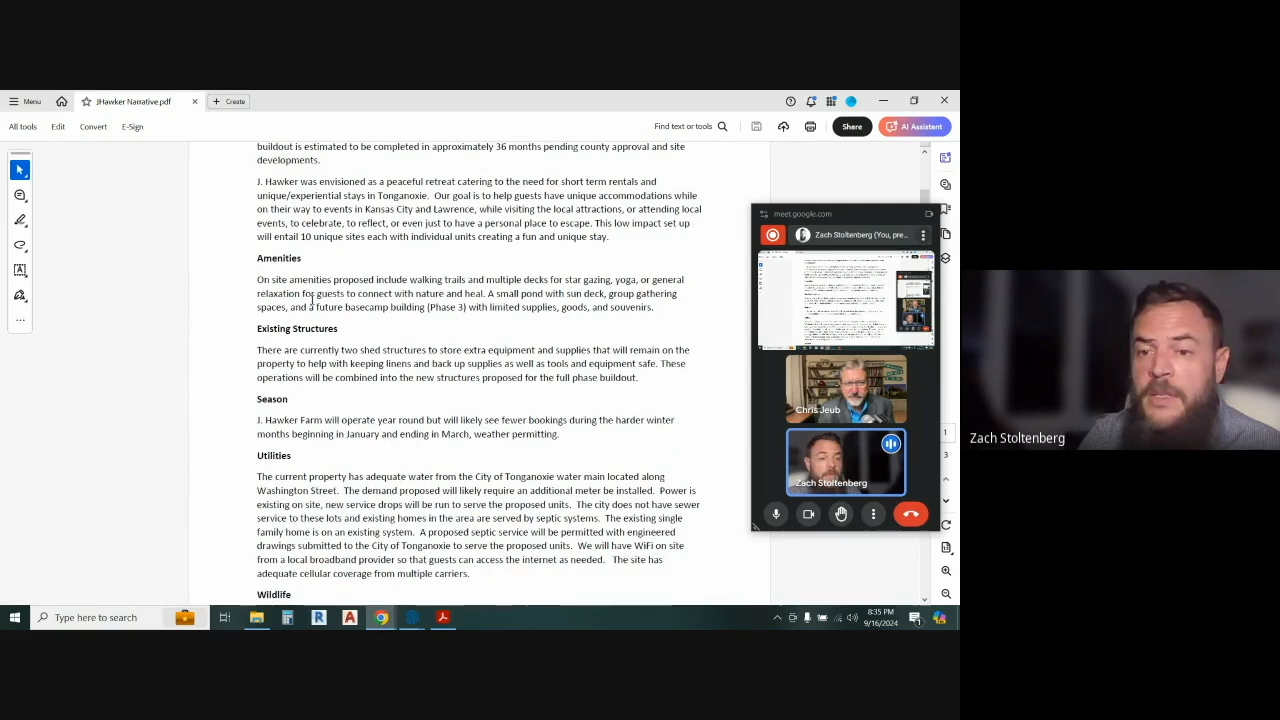 Menu
JHawker Narrative.pdf
Create
All tools
Edit
Convert
E-Sign
Find text or tools
Share
AI Assistant
buildout is estimated to be completed in approximately 36 months pending county approval and site
developments.
J. Hawker was envisioned as a peaceful retreat catering to the need for short term rentals and
unique/experiential stays in Tonganoxie. Our goal is to help guests have unique accommodations while
on their way to events in Kansas City and Lawrence, while visiting the local attractions, or attending local
events, to celebrate, to reflect, or even just to have a personal place to escape. This low impact set up
will entail 10 unique sites each with individual units creating a fun and unique stay.
Amenities
On site amenities proposed include walking trails and multiple decks for star gazing, yoga, or general
relaxation for guests to connect with nature and heal. A small pond with sun deck, group gathering
spaces, and a future basecamp building (Phase 3) with limited supplies, goods, and souvenirs.
Existing Structures
There are currently two shed structures to store extra equipment and supplies that will remain on the
property to help with keeping linens and back up supplies as well as tools and equipment safe. These
operations will be combined into the new structures proposed for the full phase buildout.
Season
J. Hawker Farm will operate year round but will likely see fewer bookings during the harder winter
months beginning in January and ending in March, weather permitting.
Utilities
The current property has adequate water from the City of Tonganoxie water main located along
Washington Street. The demand proposed will likely require an additional meter be installed. Power is
existing on site, new service drops will be run to serve the proposed units. The city does not have sewer
service to these lots and existing homes in the area are served by septic systems. The existing single
family home is on an existing system. A proposed septic service will be permitted with engineered
drawings submitted to the City of Tonganoxie to serve the proposed units. We will have WiFi on site
from a local broadband provider so that guests can access the internet as needed. The site has
adequate cellular coverage from multiple carriers.
Wildlife
meet.google.com
Zach Stoltenberg (You, pre...
Chris Jeub
Zach Stoltenberg
1
3
Zach Stoltenberg
Type here to search
8:35 PM
9/16/2024